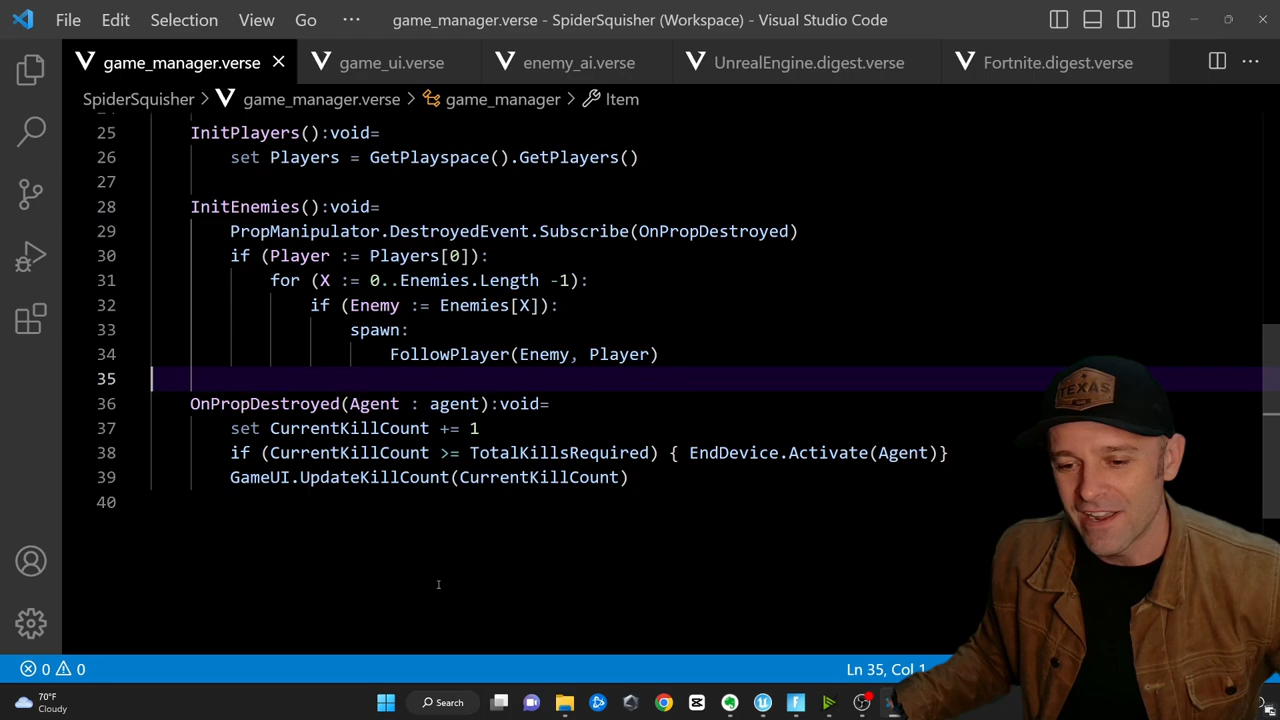 File Edit Selection View Go ··· game_manager.verse - SpiderSquisher (Workspace) - Visual Studio Code
game_manager.verse game_ui.verse enemy_ai.verse UnrealEngine.digest.verse Fortnite.digest.verse
SpiderSquisher > game_manager.verse > game_manager > Item
25 InitPlayers():void=
26 set Players = GetPlayspace().GetPlayers()
27
28 InitEnemies():void=
29 PropManipulator.DestroyedEvent.Subscribe(OnPropDestroyed)
30 if (Player := Players[0]):
31 for (X := 0..Enemies.Length -1):
32 if (Enemy := Enemies[X]):
33 spawn:
34 FollowPlayer(Enemy, Player)
35
36 OnPropDestroyed(Agent : agent):void=
37 set CurrentKillCount += 1
38 if (CurrentKillCount >= TotalKillsRequired) { EndDevice.Activate(Agent)}
39 GameUI.UpdateKillCount(CurrentKillCount)
40
TEXAS
0 0 Ln 35, Col 1
70°F
Cloudy
Search